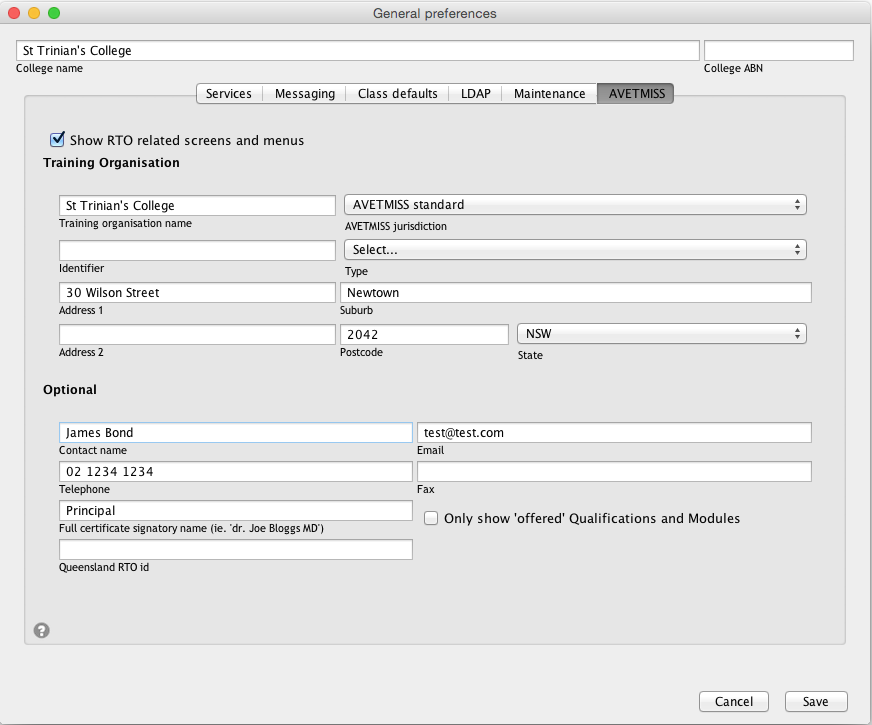 General preferences
St Trinian's College
College name College ABN
Services Messaging Class defaults LDAP Maintenance AVETMISS
Show RTO related screens and menus
Training Organisation
St Trinian's College AVETMISS standard
Training organisation name AVETMISS jurisdiction
Select...
Identifier Type
30 Wilson Street Newtown
Address 1 Suburb
2042 NSW
Address 2 Postcode State
Optional
James Bond test@test.com
Contact name Email
02 1234 1234
Telephone Fax
Principal
Full certificate signatory name (ie. 'dr. Joe Bloggs MD') Only show 'offered' Qualifications and Modules
Queensland RTO id
?
Cancel Save